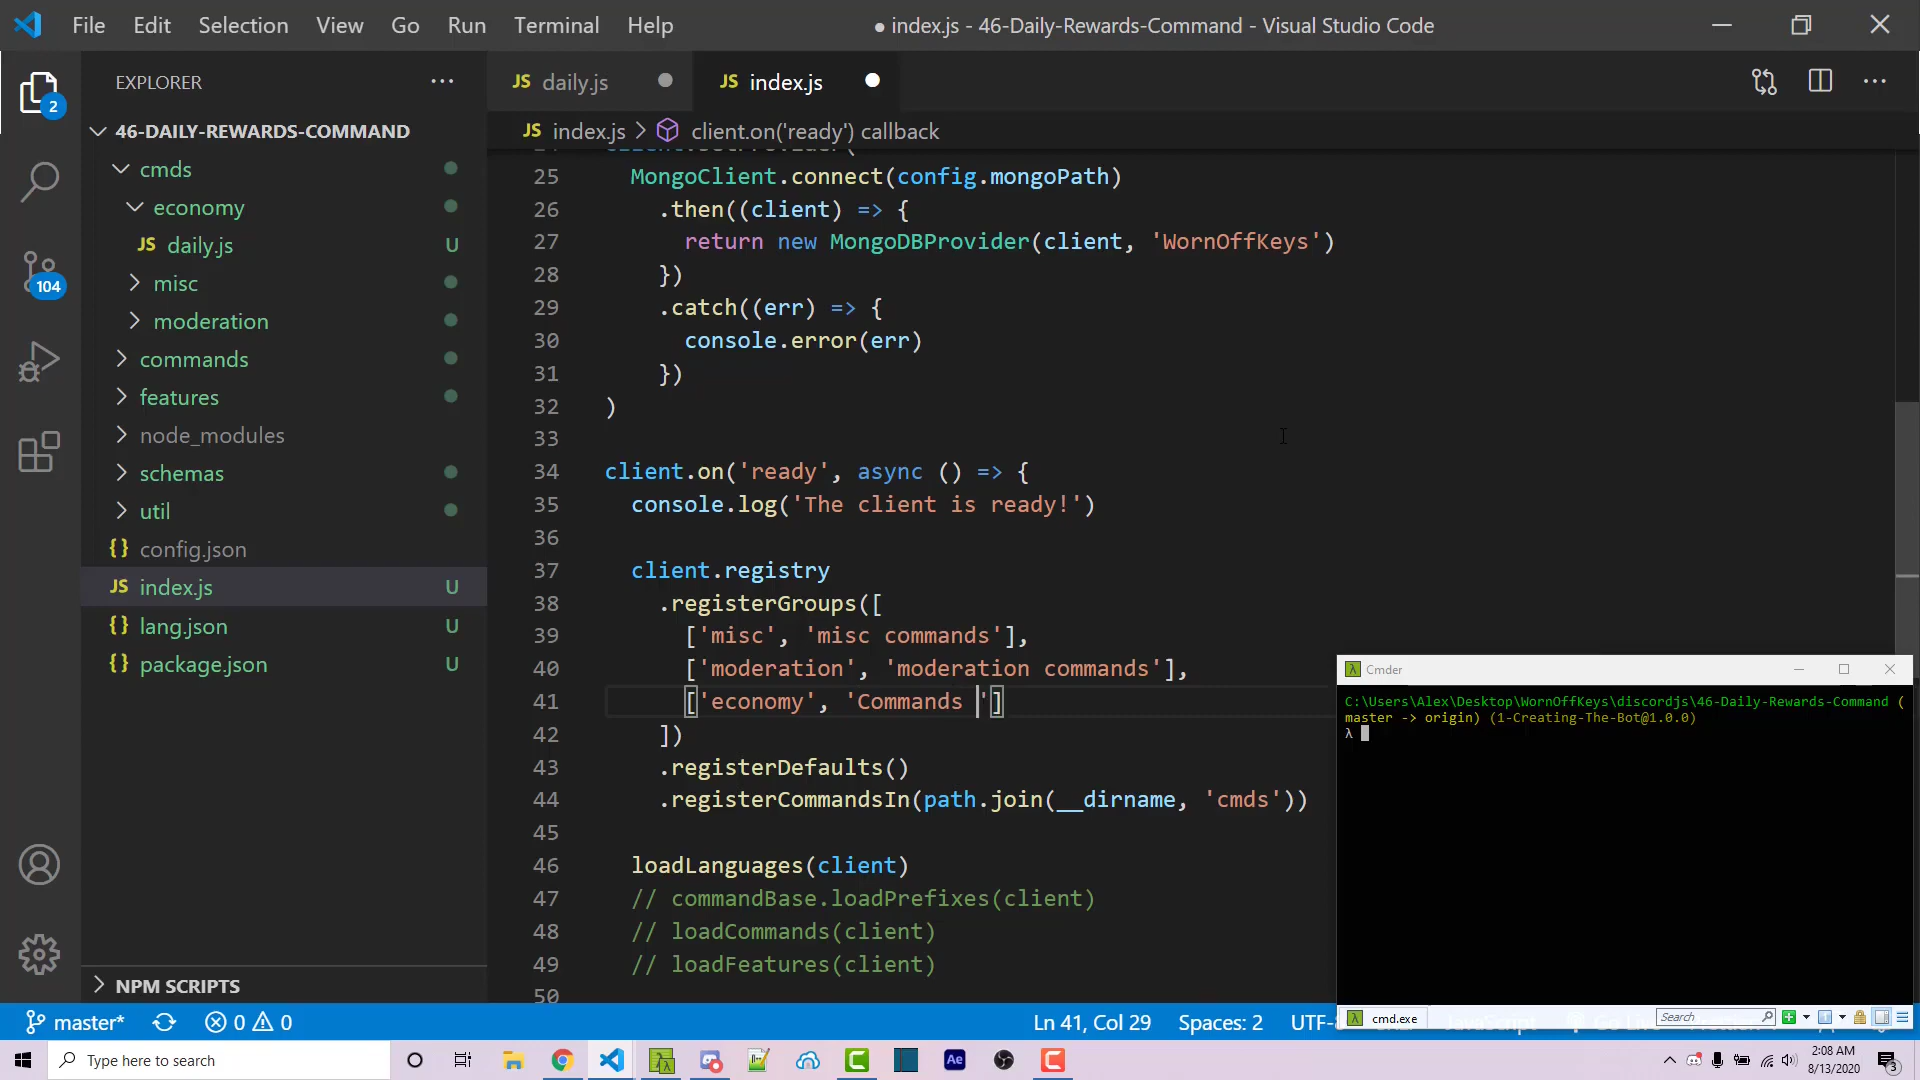 File Edit Selection View Go Run Terminal Help
● index.js - 46-Daily-Rewards-Command - Visual Studio Code
EXPLORER
JS daily.js
JS index.js
JS index.js > client.on('ready') callback
2
104
46-DAILY-REWARDS-COMMAND
cmds
economy
JS daily.js U
misc
moderation
commands
features
node_modules
schemas
util
{} config.json
JS index.js U
{} lang.json U
{} package.json U
NPM SCRIPTS
25 MongoClient.connect(config.mongoPath)
26 .then((client) => {
27 return new MongoDBProvider(client, 'WornOffKeys')
28 })
29 .catch((err) => {
30 console.error(err)
31 })
32 )
33
34 client.on('ready', async () => {
35 console.log('The client is ready!')
36
37 client.registry
38 .registerGroups([
39 ['misc', 'misc commands'],
40 ['moderation', 'moderation commands'],
41 ['economy', 'Commands ']
42 ])
43 .registerDefaults()
44 .registerCommandsIn(path.join(__dirname, 'cmds'))
45
46 loadLanguages(client)
47 // commandBase.loadPrefixes(client)
48 // loadCommands(client)
49 // loadFeatures(client)
50
Cmder
C:\Users\Alex\Desktop\WornOffKeys\discordjs\46-Daily-Rewards-Command (
master -> origin) (1-Creating-The-Bot@1.0.0)
λ
cmd.exe
Search
master* 0 0
Ln 41, Col 29 Spaces: 2
Type here to search
Ae
2:08 AM
8/13/2020
3